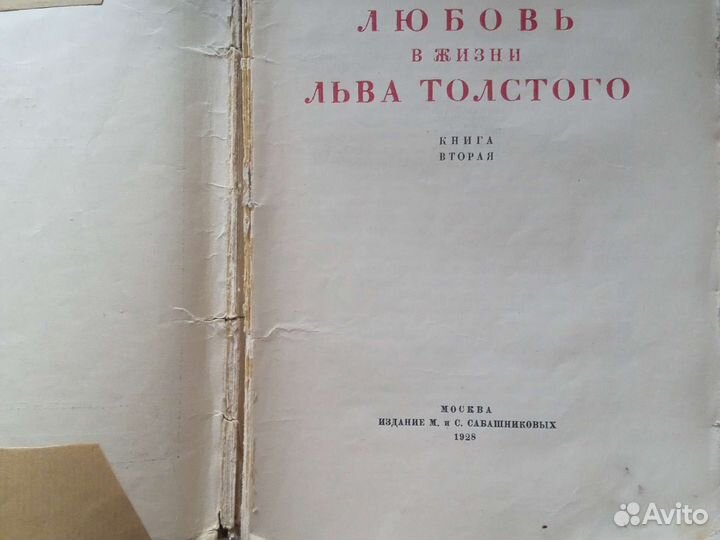 ЛЮБОВЬ
В ЖИЗНИ
ЛЬВА ТОЛСТОГО
КНИГА
ВТОРАЯ
МОСКВА
ИЗДАНИЕ М. и С. САБАШНИКОВЫХ
1928
Avito